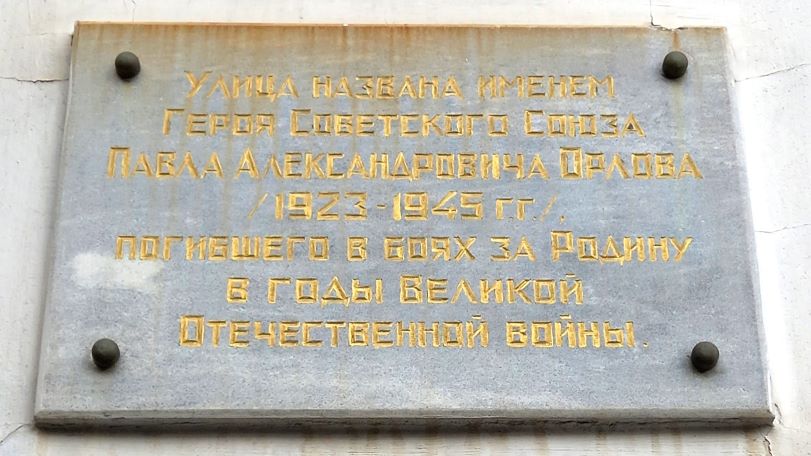 Улица названа именем
Героя Советского Союза
Павла Александровича Орлова
/1923-1945 г.г./.
погибшего в боях за Родину
в годы Великой
Отечественной войны.